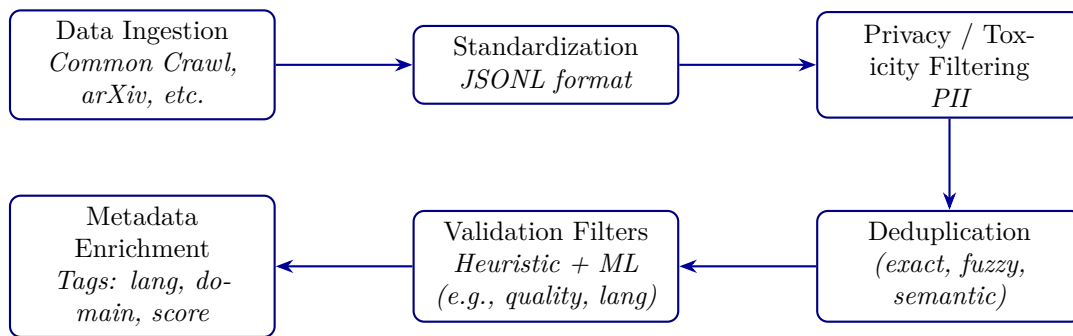 Data Ingestion
Common Crawl,
arXiv, etc.
Standardization
JSONL format
Privacy / Tox-
icity Filtering
PII
Deduplication
(exact, fuzzy,
semantic)
Validation Filters
Heuristic + ML
(e.g., quality, lang)
Metadata
Enrichment
Tags: lang, do-
main, score